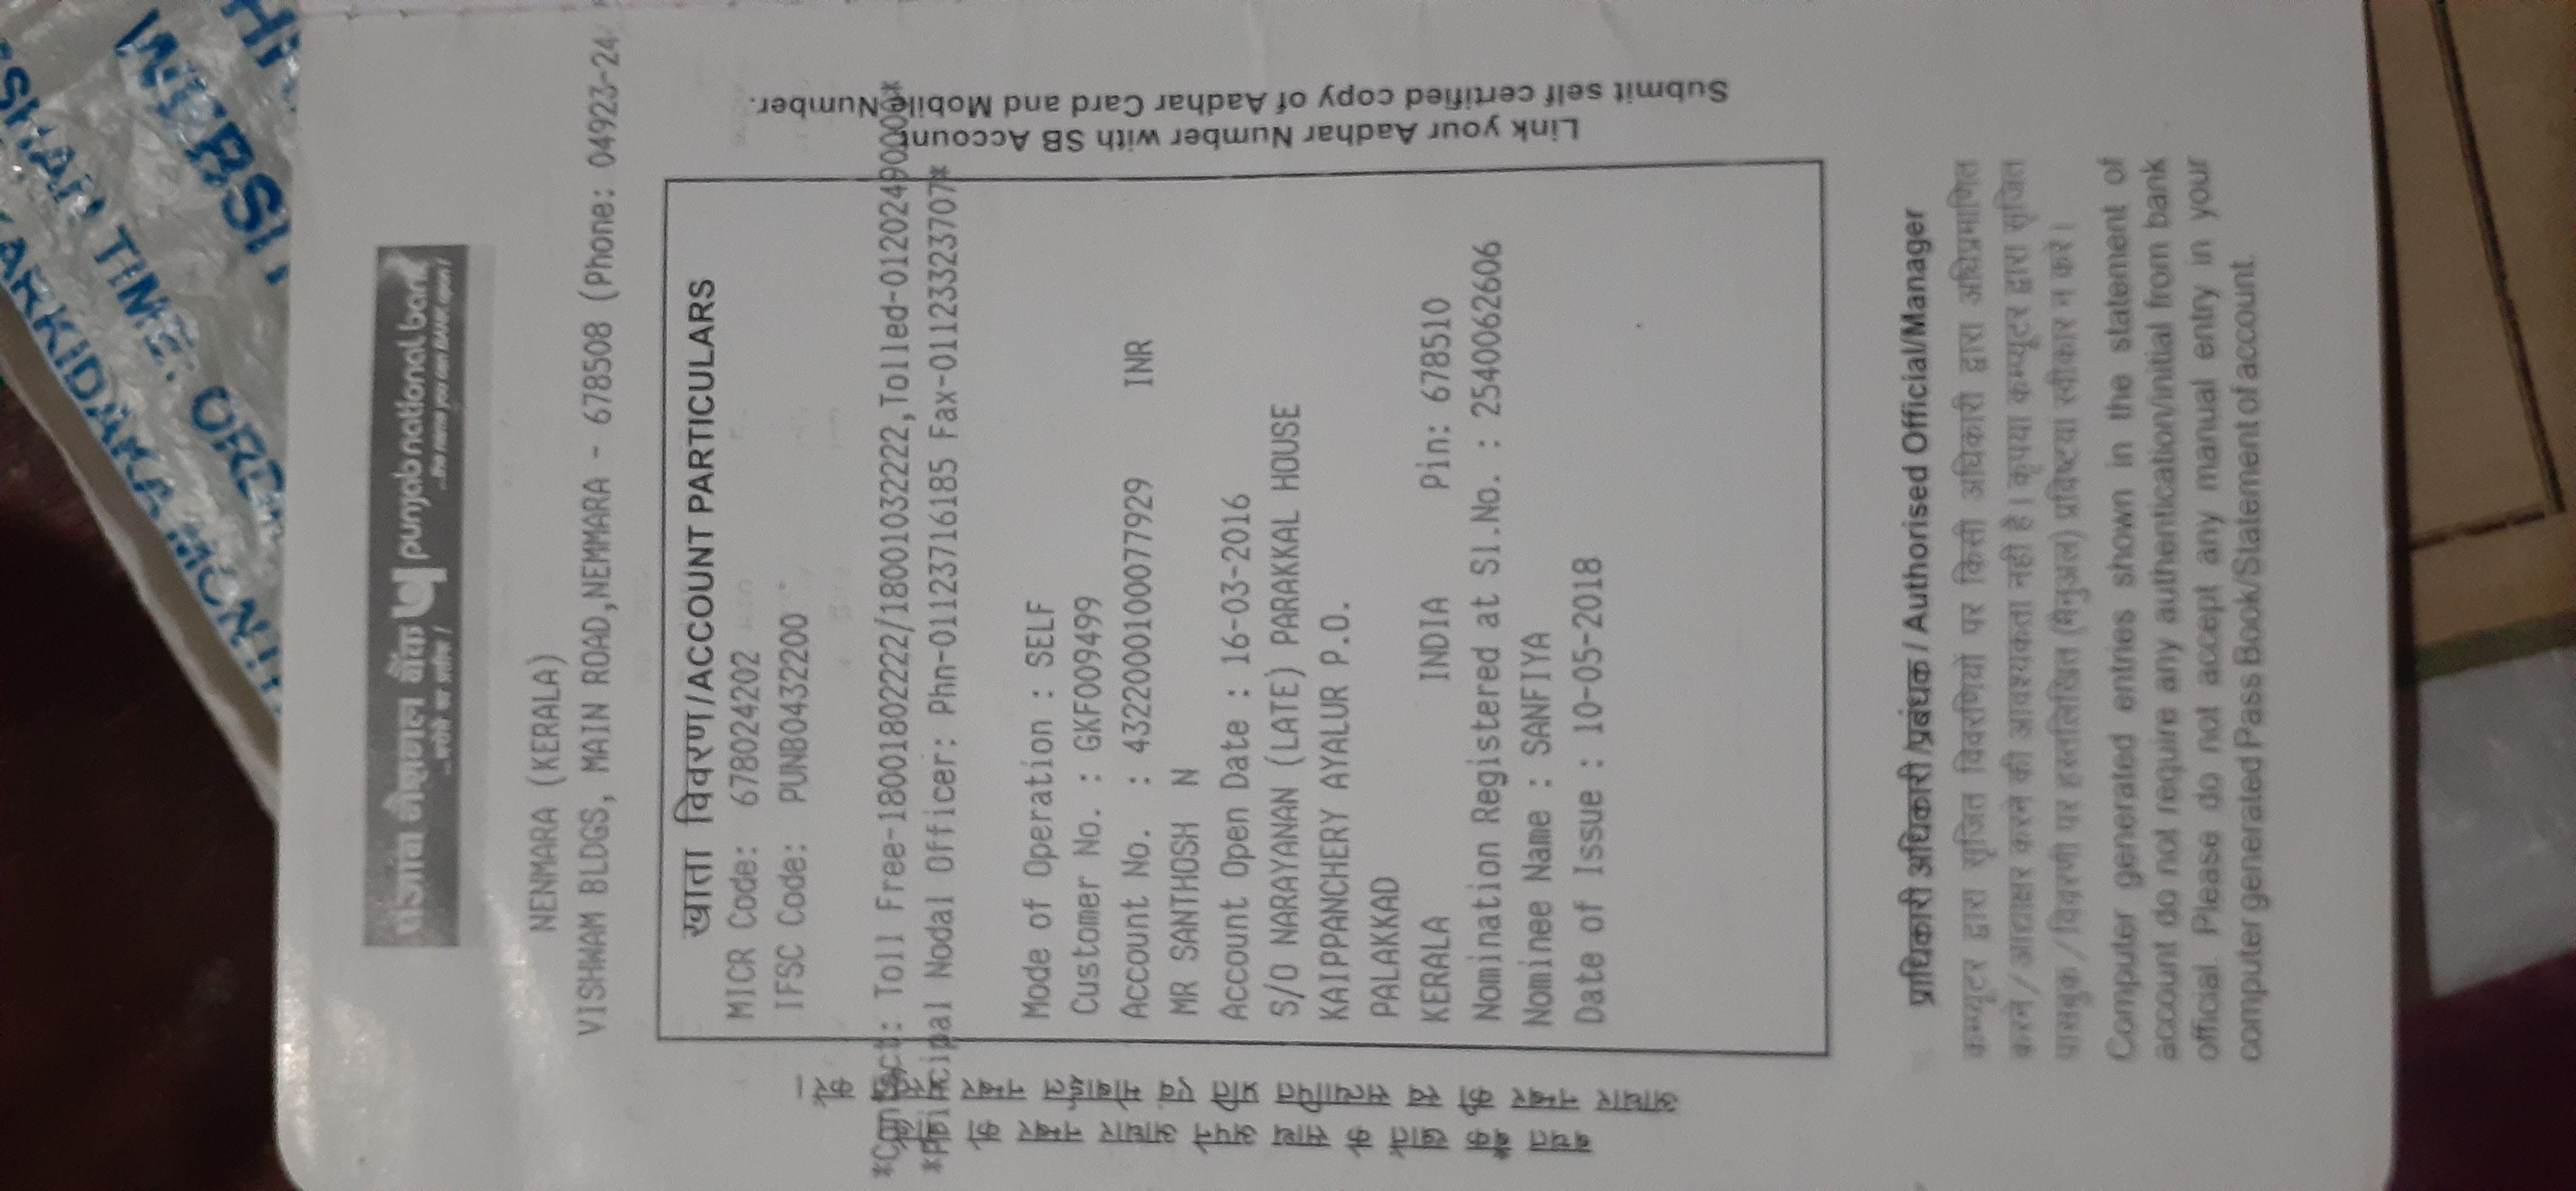 SHAN TIME: ORD
KARKIDAKA MONTH
पंजाब नैशनल बैंक punjab national bank
...भरोसे का प्रतीक ! ...the name you can BANK upon !
NENMARA (KERALA)
VISHWAM BLDGS, MAIN ROAD,NEMMARA - 678508 (Phone: 04923-24
खाता विवरण/ACCOUNT PARTICULARS
MICR Code: 678024202
IFSC Code: PUNB0432200
*Contact: Toll Free-18001802222/18001032222,Tolled-01202490000*
*Principal Nodal Officer: Phn-01123716185 Fax-01123323707*
Mode of Operation : SELF
Customer No. : GKF009499
Account No. : 4322000100077929 INR
MR SANTHOSH N
Account Open Date : 16-03-2016
S/O NARAYANAN (LATE) PARAKKAL HOUSE
KAIPPANCHERY AYALUR P.O.
PALAKKAD
KERALA INDIA Pin: 678510
Nomination Registered at Sl.No. : 2540062606
Nominee Name : SANFIYA
Date of Issue : 10-05-2018
बचत बैंक खातें के साथ अपने आधार नम्बर को जोड़े
आधार नम्बर की स्व सत्यापित प्रति एवं मोबाईल नम्बर प्रस्तुत करें।
Link your Aadhar Number with SB Account
Submit self certified copy of Aadhar Card and Mobile Number.
प्राधिकारी अधिकारी /प्रबंधक / Authorised Official/Manager
कम्प्यूटर द्वारा सृजित विवरणियों पर किसी अधिकारी द्वारा अधिप्रमाणित
करने / आद्याक्षर करने की आवश्यकता नहीं है। कृपया कम्प्यूटर द्वारा सृजित
पासबुक / विवरणी पर हस्तलिखित (मैनुअल) प्रविष्टयां स्वीकार न करें।
Computer generated entries shown in the statement of
account do not require any authentication/initial from bank
official. Please do not accept any manual entry in your
computer generated Pass Book/Statement of account.